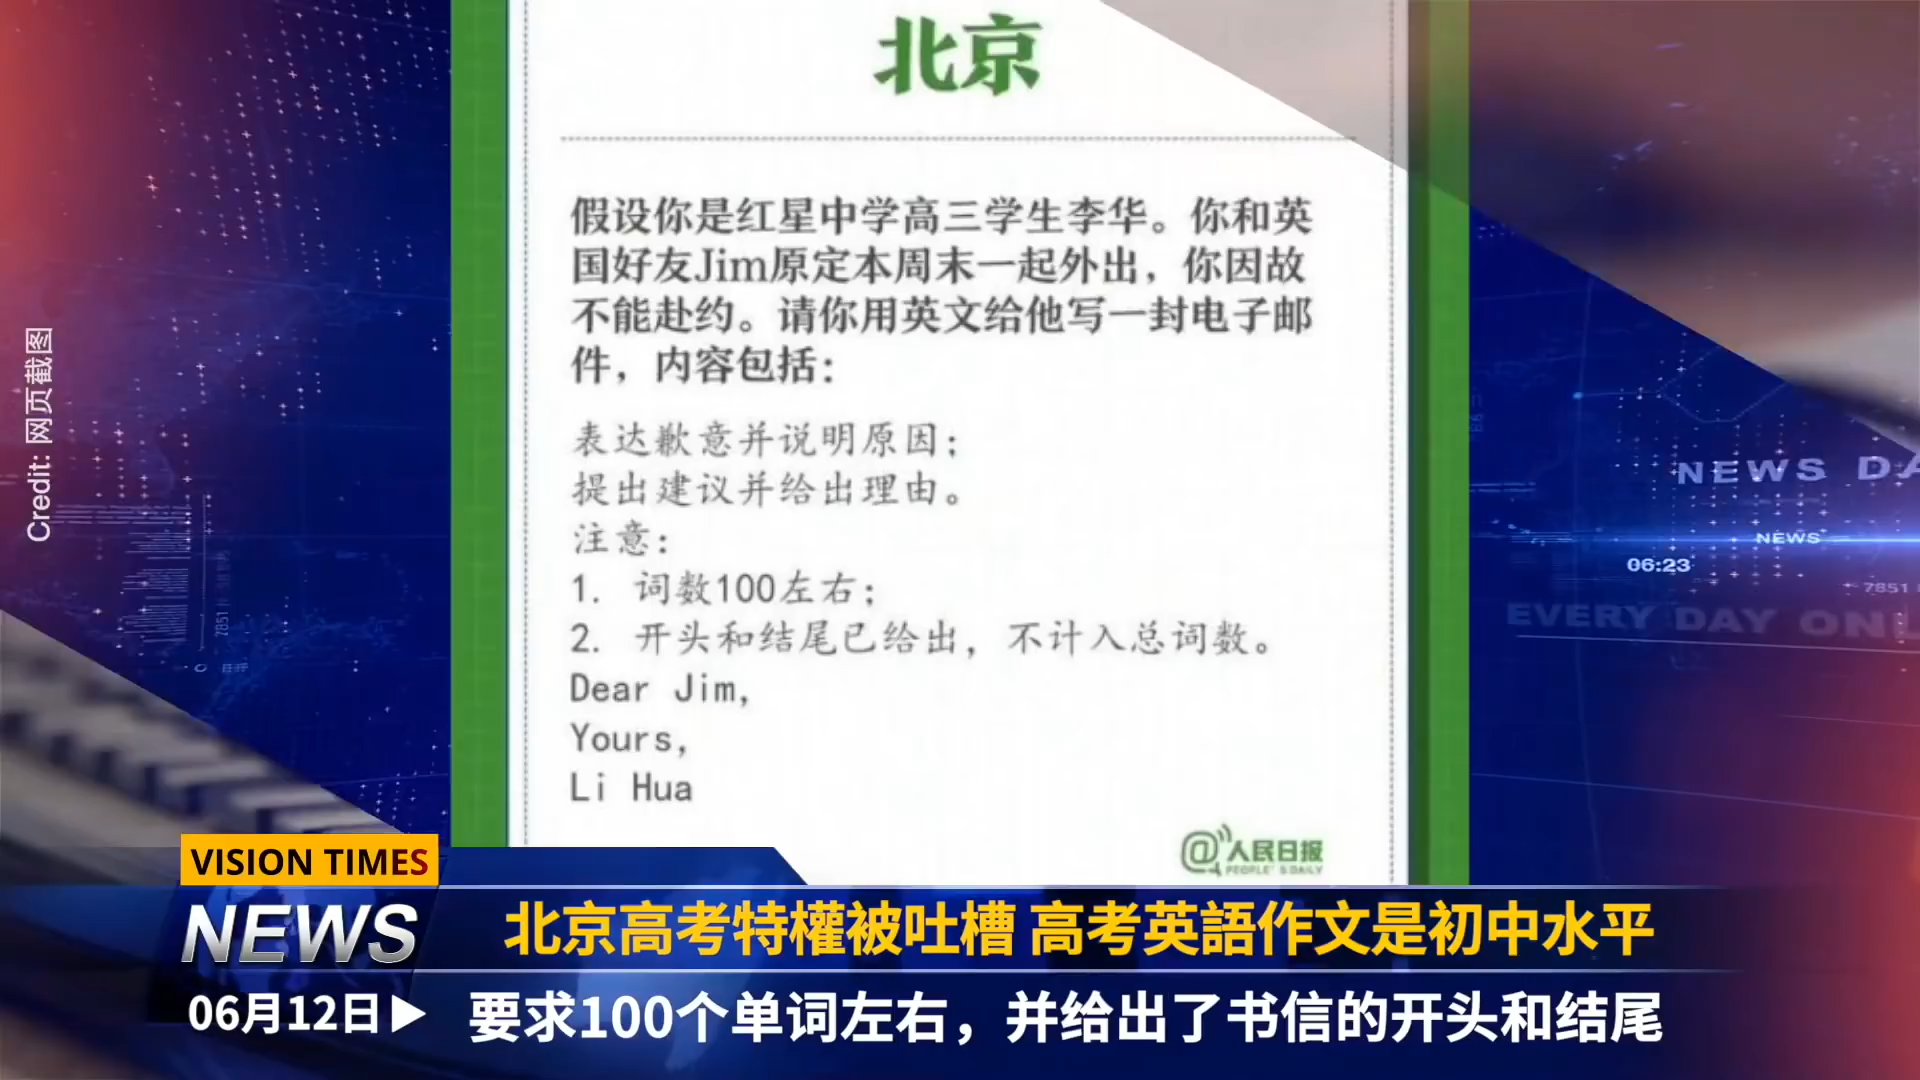 北京
假设你是红星中学高三学生李华。你和英
国好友Jim原定本周末一起外出，你因故
不能赴约。请你用英文给他写一封电子邮
件，内容包括：
表达歉意并说明原因；
提出建议并给出理由。
注意：
1. 词数100左右；
2. 开头和结尾已给出，不计入总词数。
Dear Jim,
Yours,
Li Hua
@人民日报
PEOPLE'S DAILY
Credit: 网页截图
NEWS DA
NEWS
06:23
7851
EVERY DAY ONL
7851
VISION TIMES
NEWS
北京高考特權被吐槽 高考英語作文是初中水平
06月12日▶
要求100个单词左右，并给出了书信的开头和结尾